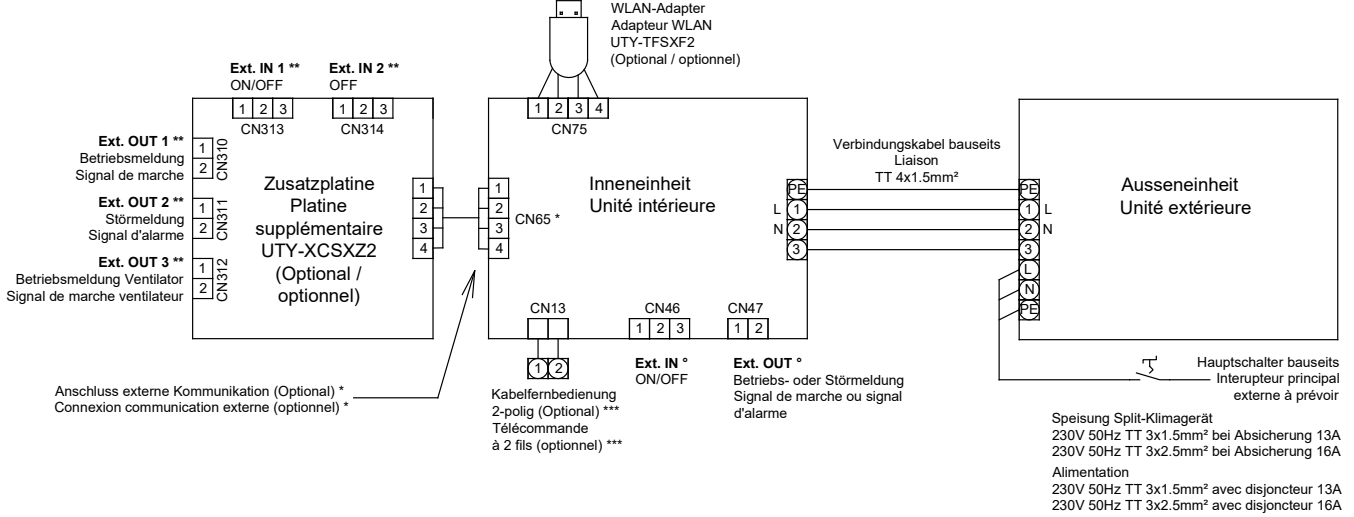 WLAN-Adapter
Adapteur WLAN
UTY-TFSXF2
(Optional / optionnel)
Ext. IN 1 **
ON/OFF
1 2 3
CN313
Ext. IN 2 **
OFF
1 2 3
CN314
1 2 3 4
CN75
Ext. OUT 1 **
Betriebsmeldung
Signal de marche
1
2
CN310
Ext. OUT 2 **
Störmeldung
Signal d'alarme
1
2
CN311
Ext. OUT 3 **
Betriebsmeldung Ventilator
Signal de marche ventilateur
1
2
CN312
Zusatzplatine
Platine
supplémentaire
UTY-XCSXZ2
(Optional /
optionnel)
1
2
3
4
1
2
3
4
CN65 *
Inneneinheit
Unité intérieure
PE
L 1
N 2
3
Verbindungskabel bauseits
Liaison
TT 4x1.5mm²
PE
1 L
2 N
3
L
N
PE
Ausseneinheit
Unité extérieure
CN13
1 2
CN46
1 2 3
CN47
1 2
Ext. IN °
ON/OFF
Ext. OUT °
Betriebs- oder Störmeldung
Signal de marche ou signal
d'alarme
Kabelfernbedienung
2-polig (Optional) ***
Télécommande
à 2 fils (optionnel) ***
Anschluss externe Kommunikation (Optional) *
Connexion communication externe (optionnel) *
Hauptschalter bauseits
Interupteur principal
externe à prévoir
Speisung Split-Klimagerät
230V 50Hz TT 3x1.5mm² bei Absicherung 13A
230V 50Hz TT 3x2.5mm² bei Absicherung 16A
Alimentation
230V 50Hz TT 3x1.5mm² avec disjoncteur 13A
230V 50Hz TT 3x2.5mm² avec disjoncteur 16A